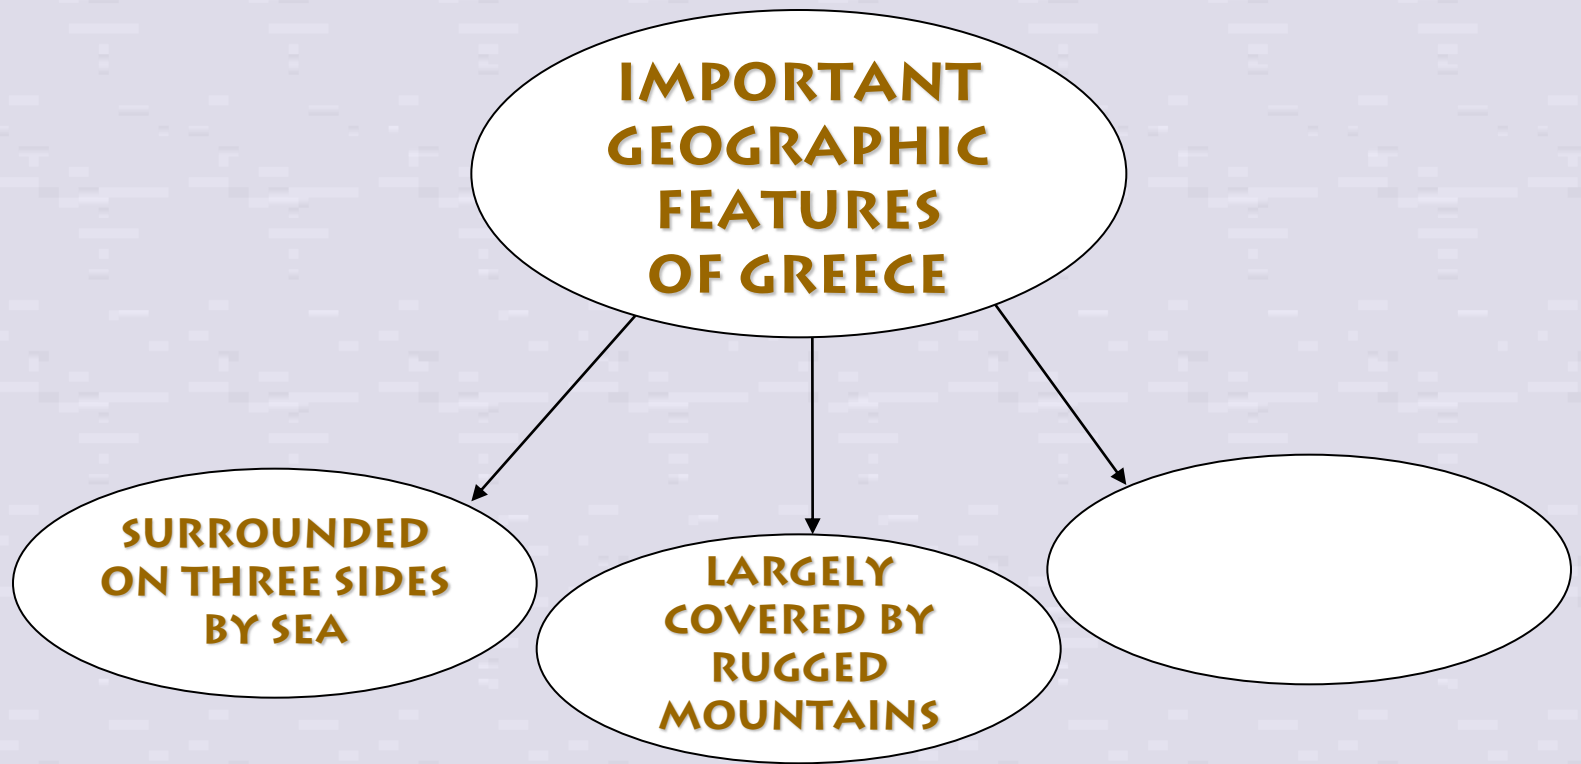 IMPORTANT
GEOGRAPHIC
FEATURES
OF GREECE
SURROUNDED
ON THREE SIDES
BY SEA
LARGELY
COVERED BY
RUGGED
MOUNTAINS